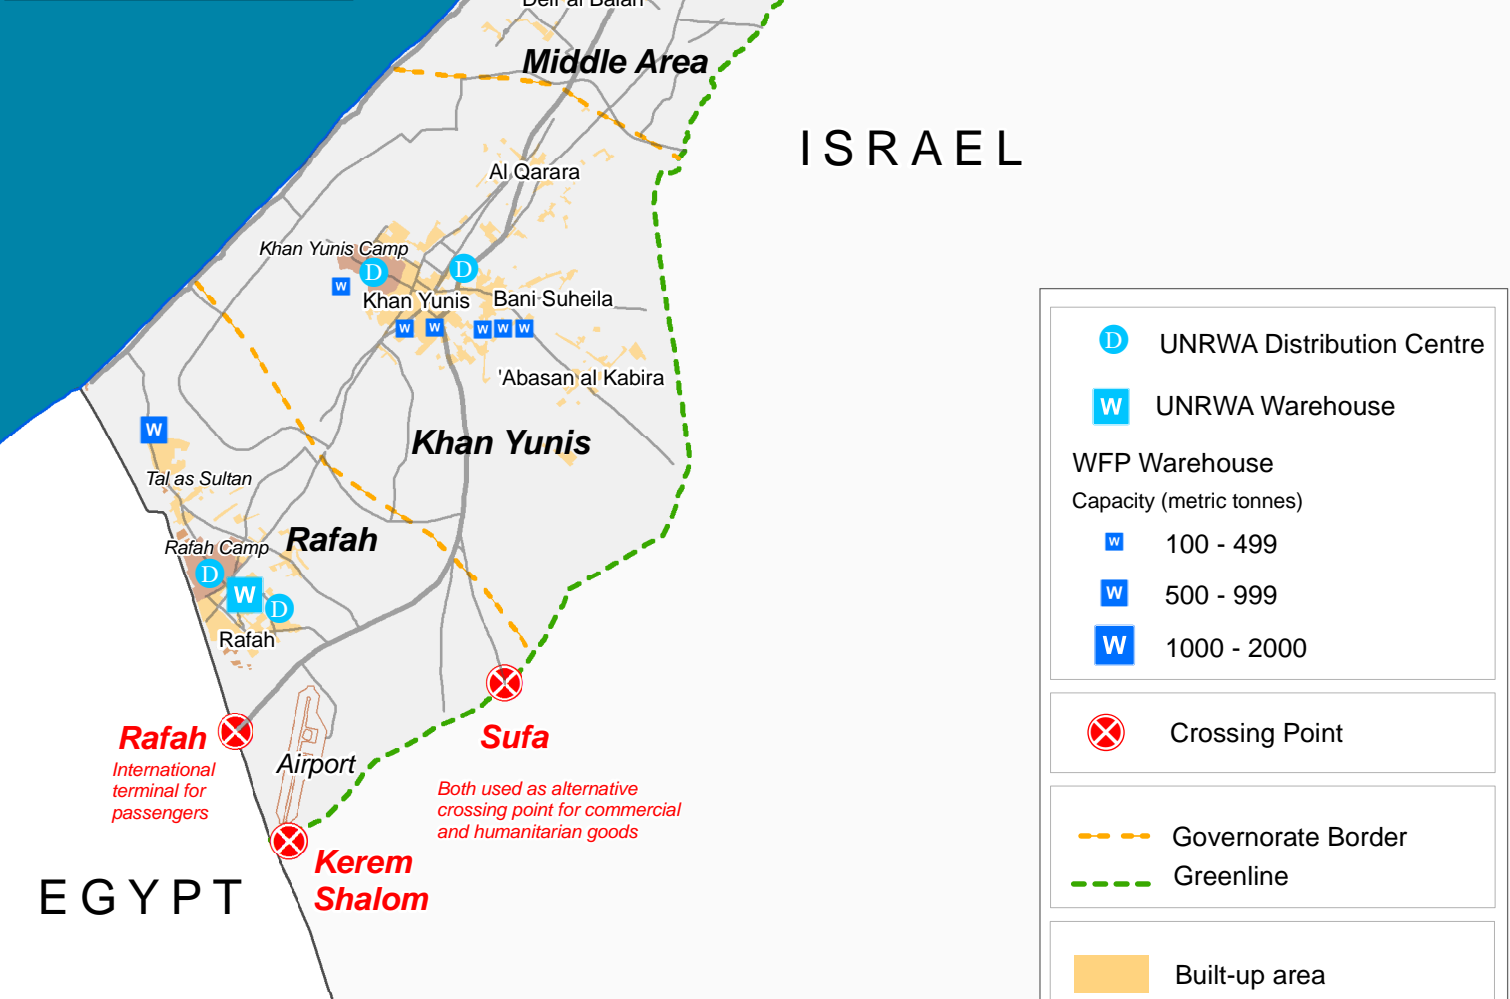 Deir al Balah
Middle Area
ISRAEL
Al Qarara
Khan Yunis Camp
D
D
W
Khan Yunis
Bani Suheila
W
W
W
W
W
'Abasan al Kabira
W
Khan Yunis
Tal as Sultan
Rafah Camp
Rafah
D
W
D
Rafah
Rafah
International
terminal for
passengers
Airport
Sufa
Both used as alternative
crossing point for commercial
and humanitarian goods
Kerem
Shalom
EGYPT
D
UNRWA Distribution Centre
W
UNRWA Warehouse
WFP Warehouse
Capacity (metric tonnes)
W
100 - 499
W
500 - 999
W
1000 - 2000
Crossing Point
Governorate Border
Greenline
Built-up area